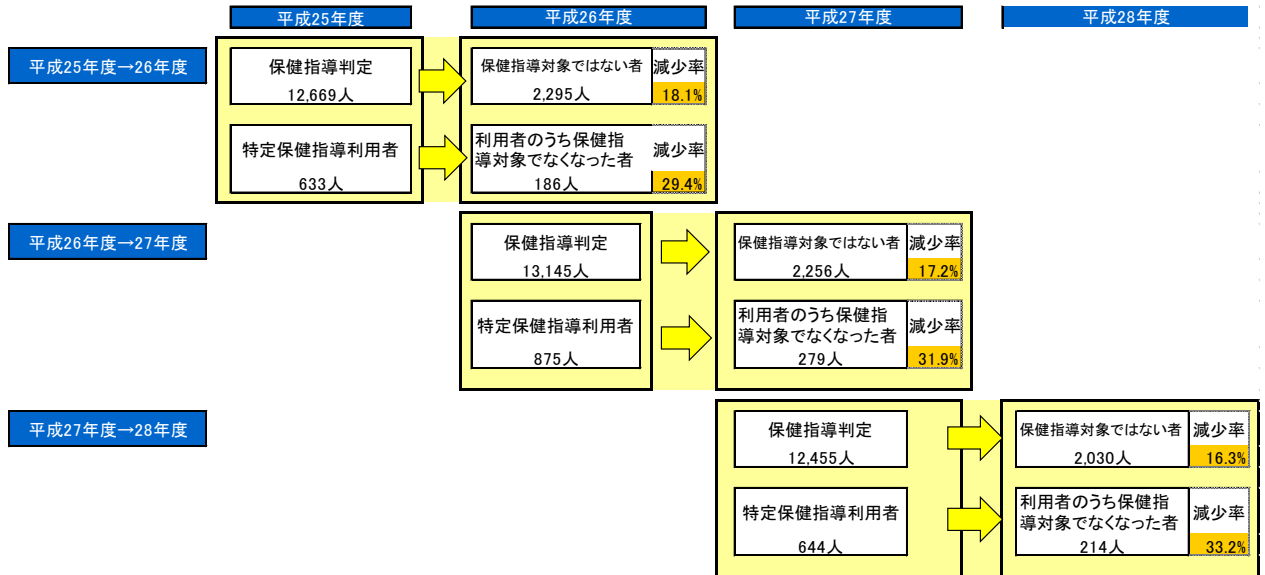 平成25年度
平成26年度
平成27年度
平成28年度
平成25年度→26年度
保健指導判定
12,669人
保健指導対象ではない者
2,295人
減少率
18.1%
特定保健指導利用者
633人
利用者のうち保健指
導対象でなくなった者
186人
減少率
29.4%
平成26年度→27年度
保健指導判定
13,145人
保健指導対象ではない者
2,256人
減少率
17.2%
特定保健指導利用者
875人
利用者のうち保健指
導対象でなくなった者
279人
減少率
31.9%
平成27年度→28年度
保健指導判定
12,455人
保健指導対象ではない者
2,030人
減少率
16.3%
特定保健指導利用者
644人
利用者のうち保健指
導対象でなくなった者
214人
減少率
33.2%